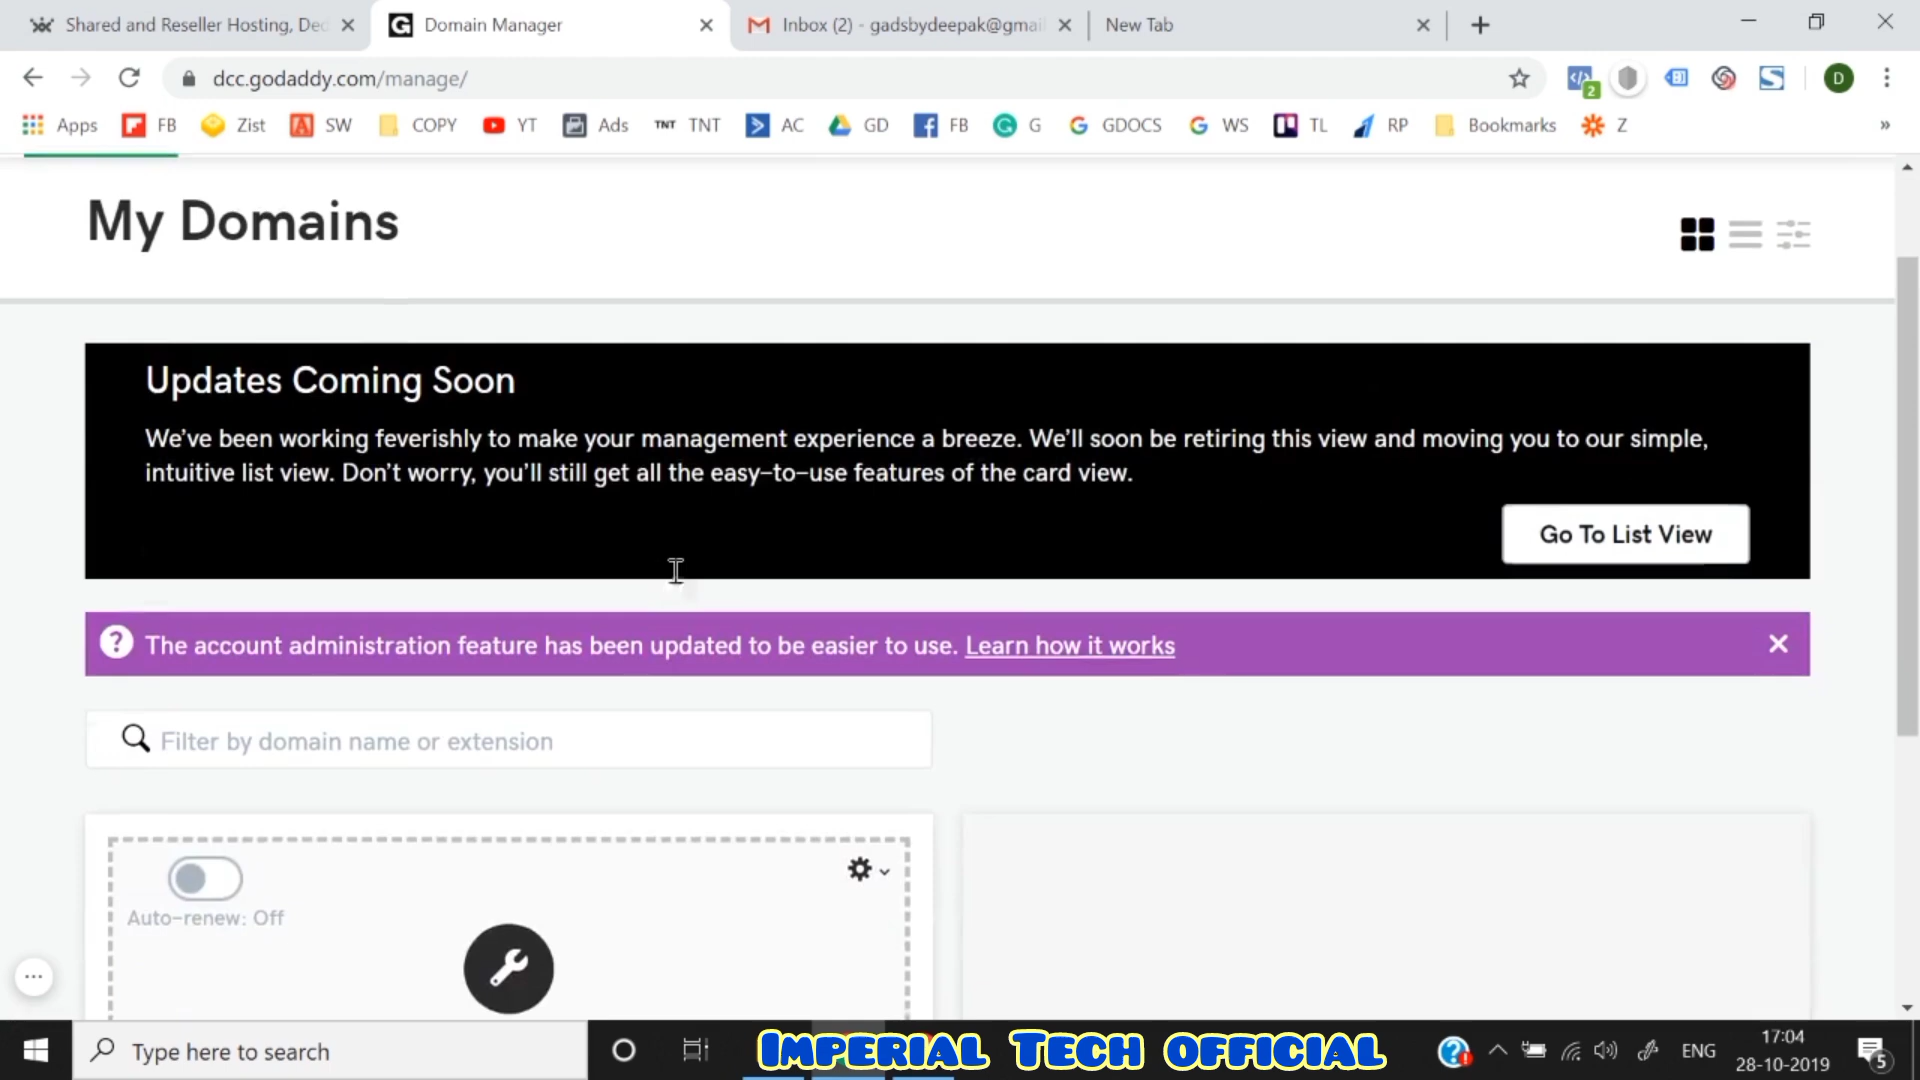 Shared and Reseller Hosting, Ded
Domain Manager
Inbox (2) - gadsbydeepak@gmai
New Tab
dcc.godaddy.com/manage/
2
D
Apps
FB
Zist
SW
COPY
YT
Ads
TNT TNT
AC
GD
FB
G
GDOCS
WS
TL
RP
Bookmarks
Z
»
My Domains
Updates Coming Soon
We've been working feverishly to make your management experience a breeze. We'll soon be retiring this view and moving you to our simple,
intuitive list view. Don't worry, you'll still get all the easy-to-use features of the card view.
Go To List View
The account administration feature has been updated to be easier to use. Learn how it works
Filter by domain name or extension
Auto-renew: Off
Type here to search
IMPERIAL TECH OFFICIAL
ENG
17:04
28-10-2019
5